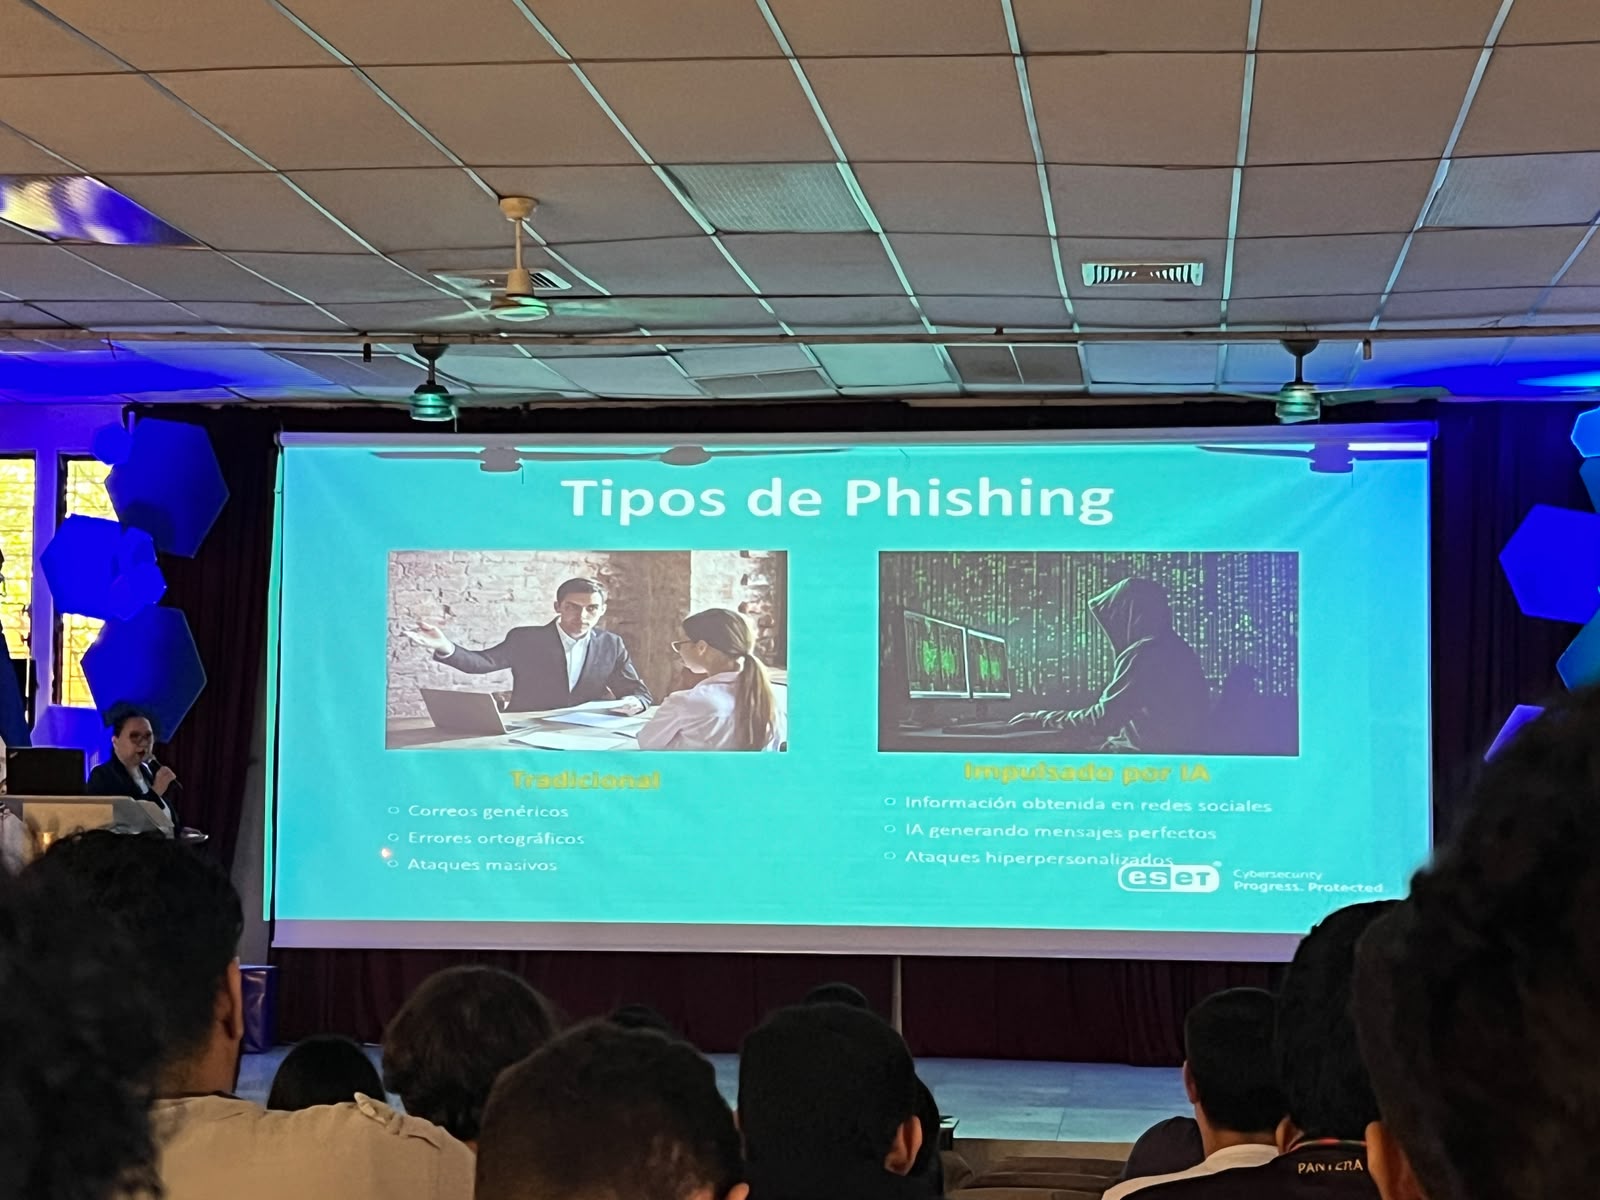 Tipos de Phishing
Tradicional
Correos genéricos
Errores ortográficos
Ataques masivos
Impulsado por IA
Información obtenida en redes sociales
IA generando mensajes perfectos
Ataques hiperpersonalizados
eseT
Cybersecurity
Progress. Protected.
PANTERA